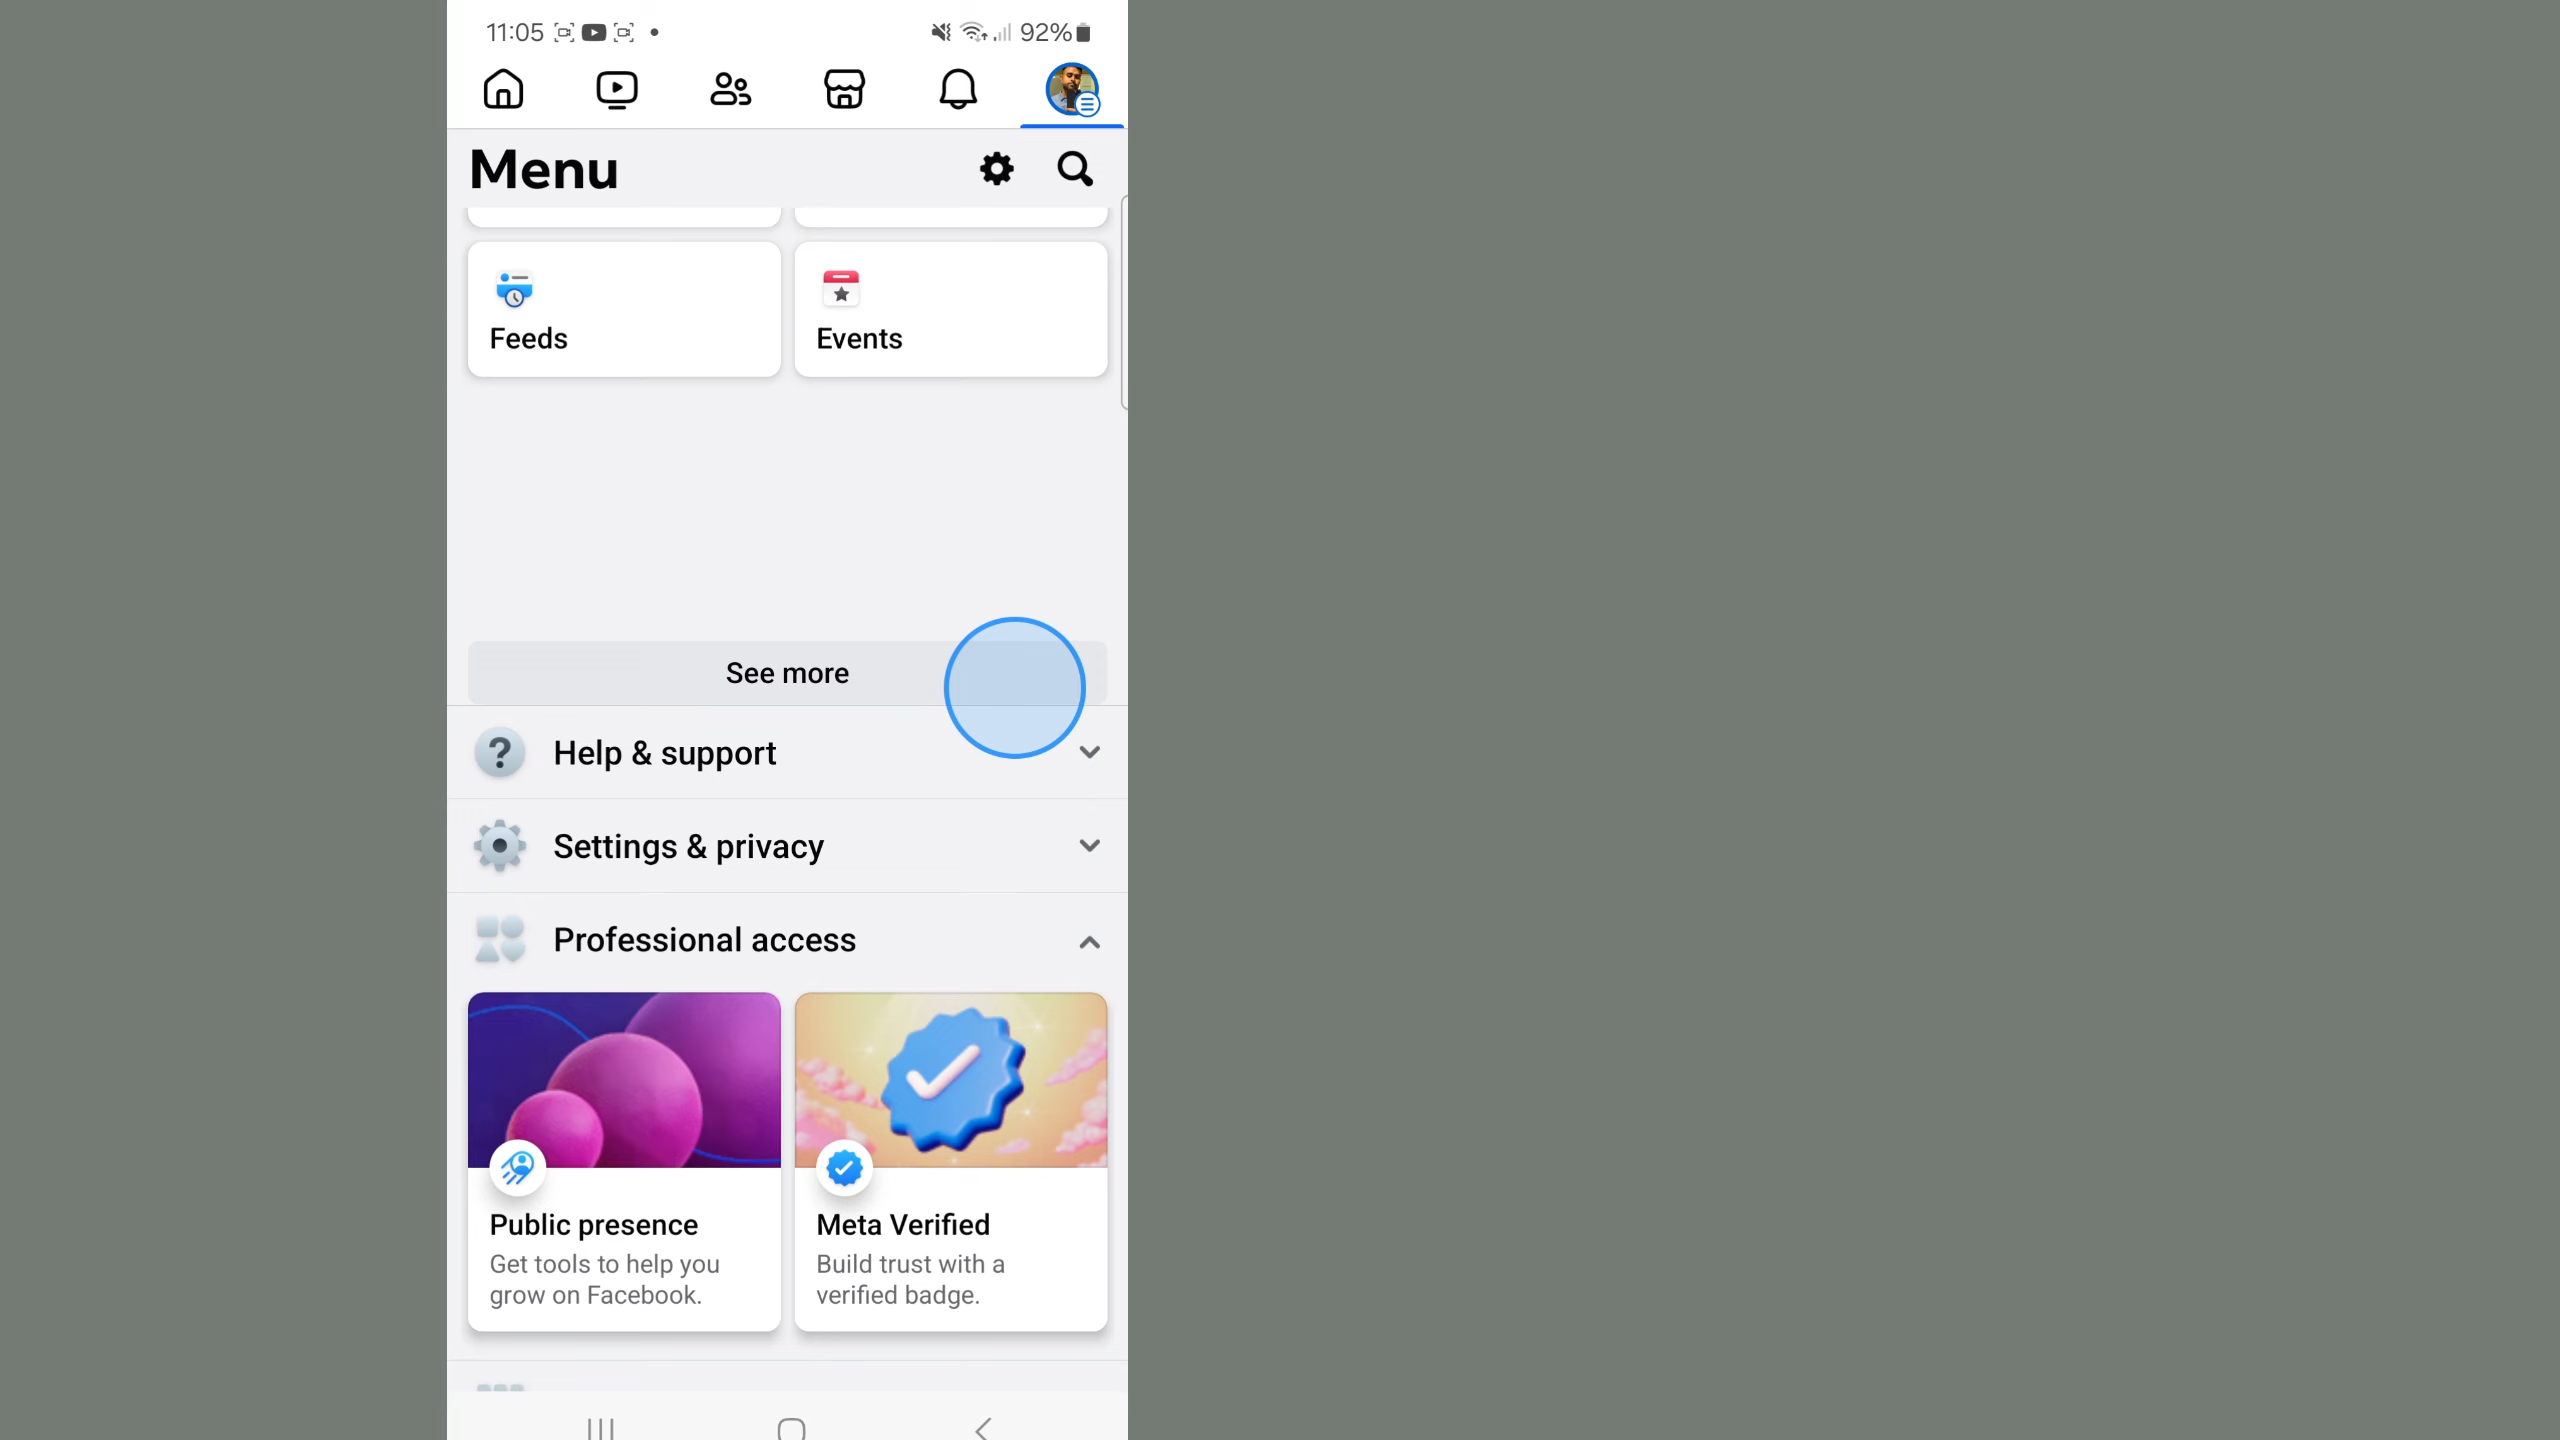 11:05
92%
Menu
Feeds
Events
See more
Help & support
Settings & privacy
Professional access
Public presence
Get tools to help you
grow on Facebook.
Meta Verified
Build trust with a
verified badge.